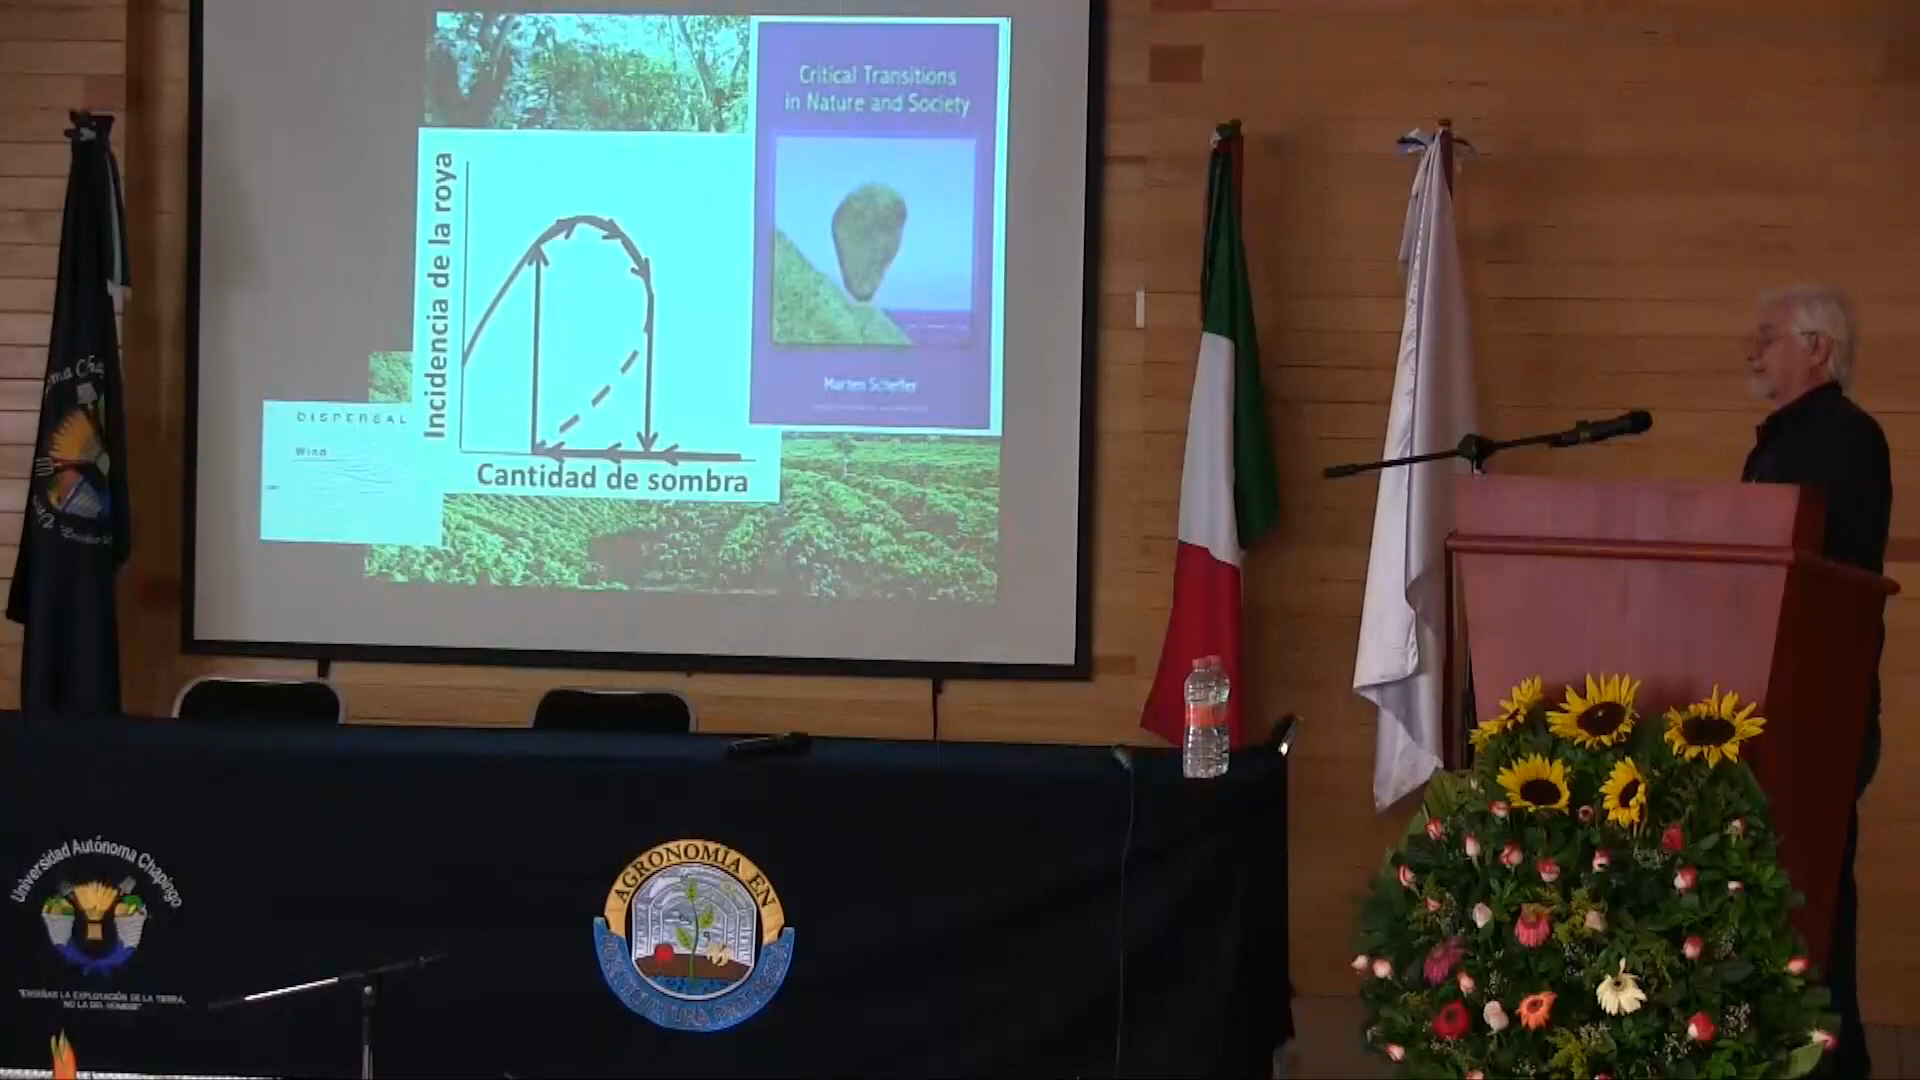 Critical Transitions
in Nature and Society
Marten Scheffer
Incidencia de la roya
Cantidad de sombra
DISPERSAL
Wind
Universidad Autónoma Chapingo
"ENSEÑAR LA EXPLOTACIÓN DE LA TIERRA,
NO LA DEL HOMBRE"
AGRONOMÍA EN